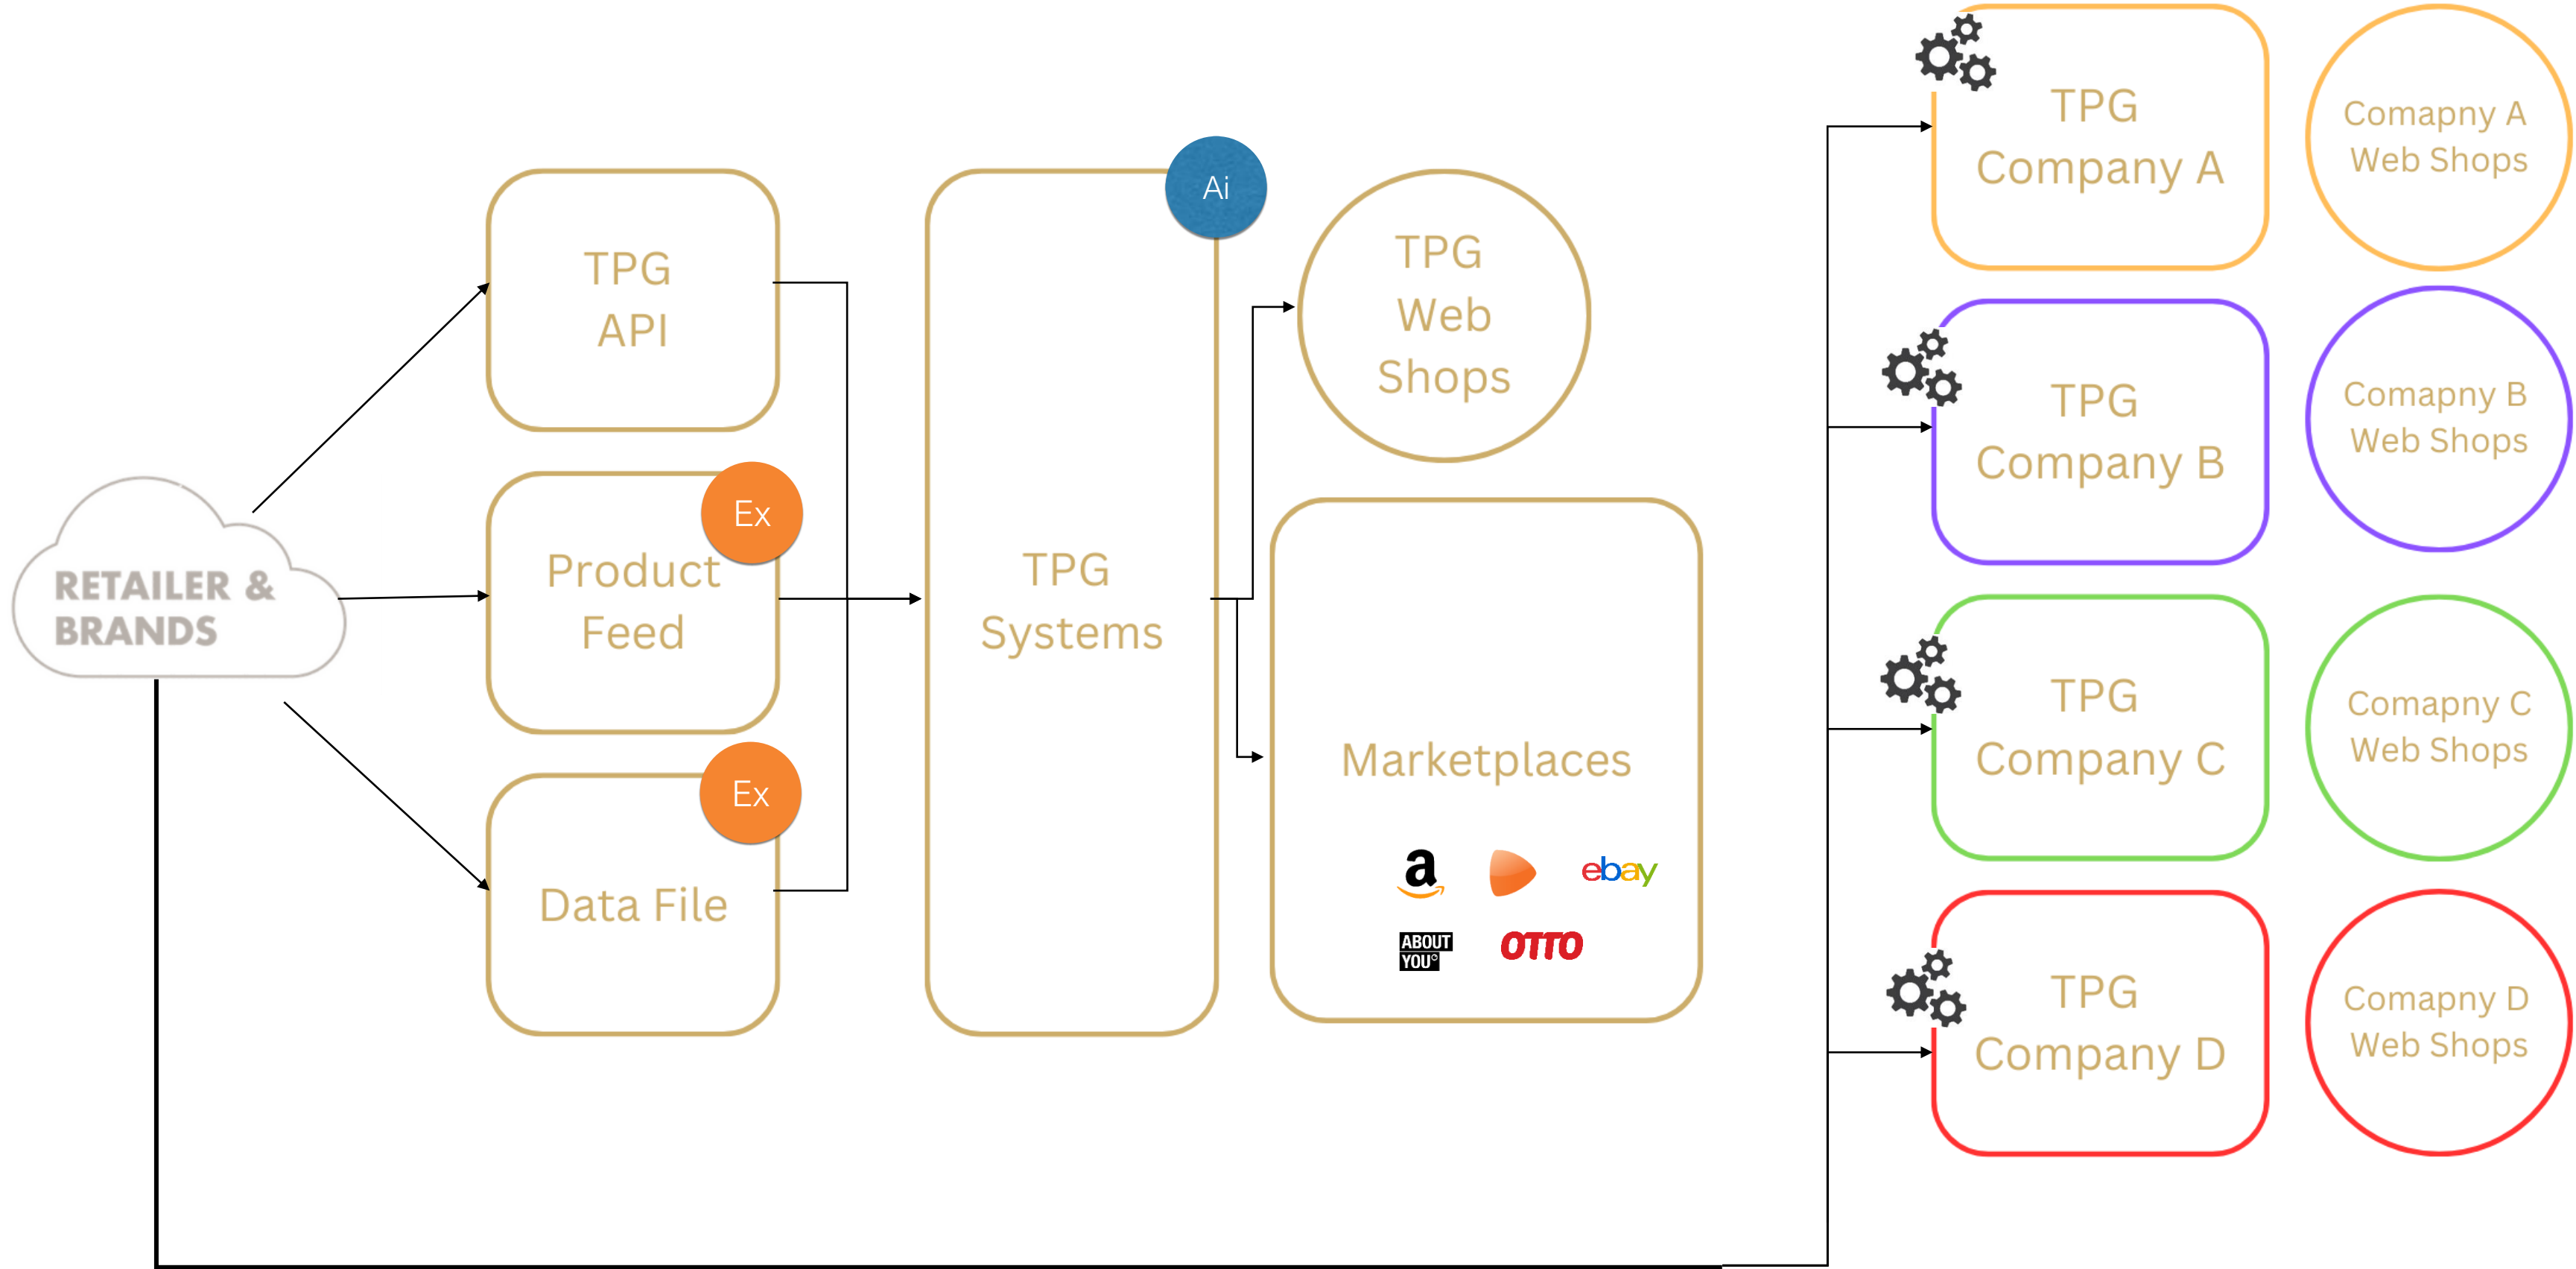 RETAILER &
BRANDS
TPG
API
Ex
Product
Feed
Ex
Data File
Ai
TPG
Systems
TPG
Web
Shops
Marketplaces
a
ebay
ABOUT
YOU°
OTTO
TPG
Company A
Comapny A
Web Shops
TPG
Company B
Comapny B
Web Shops
TPG
Company C
Comapny C
Web Shops
TPG
Company D
Comapny D
Web Shops